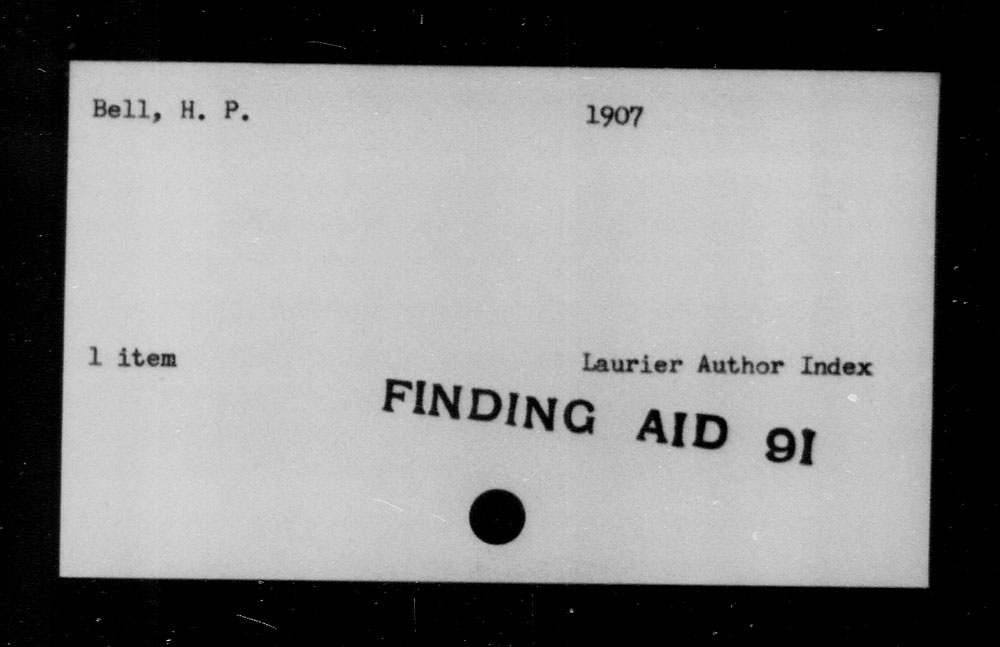 Bell, H. P. 1907
1 item Laurier Author Index
FINDING AID 91